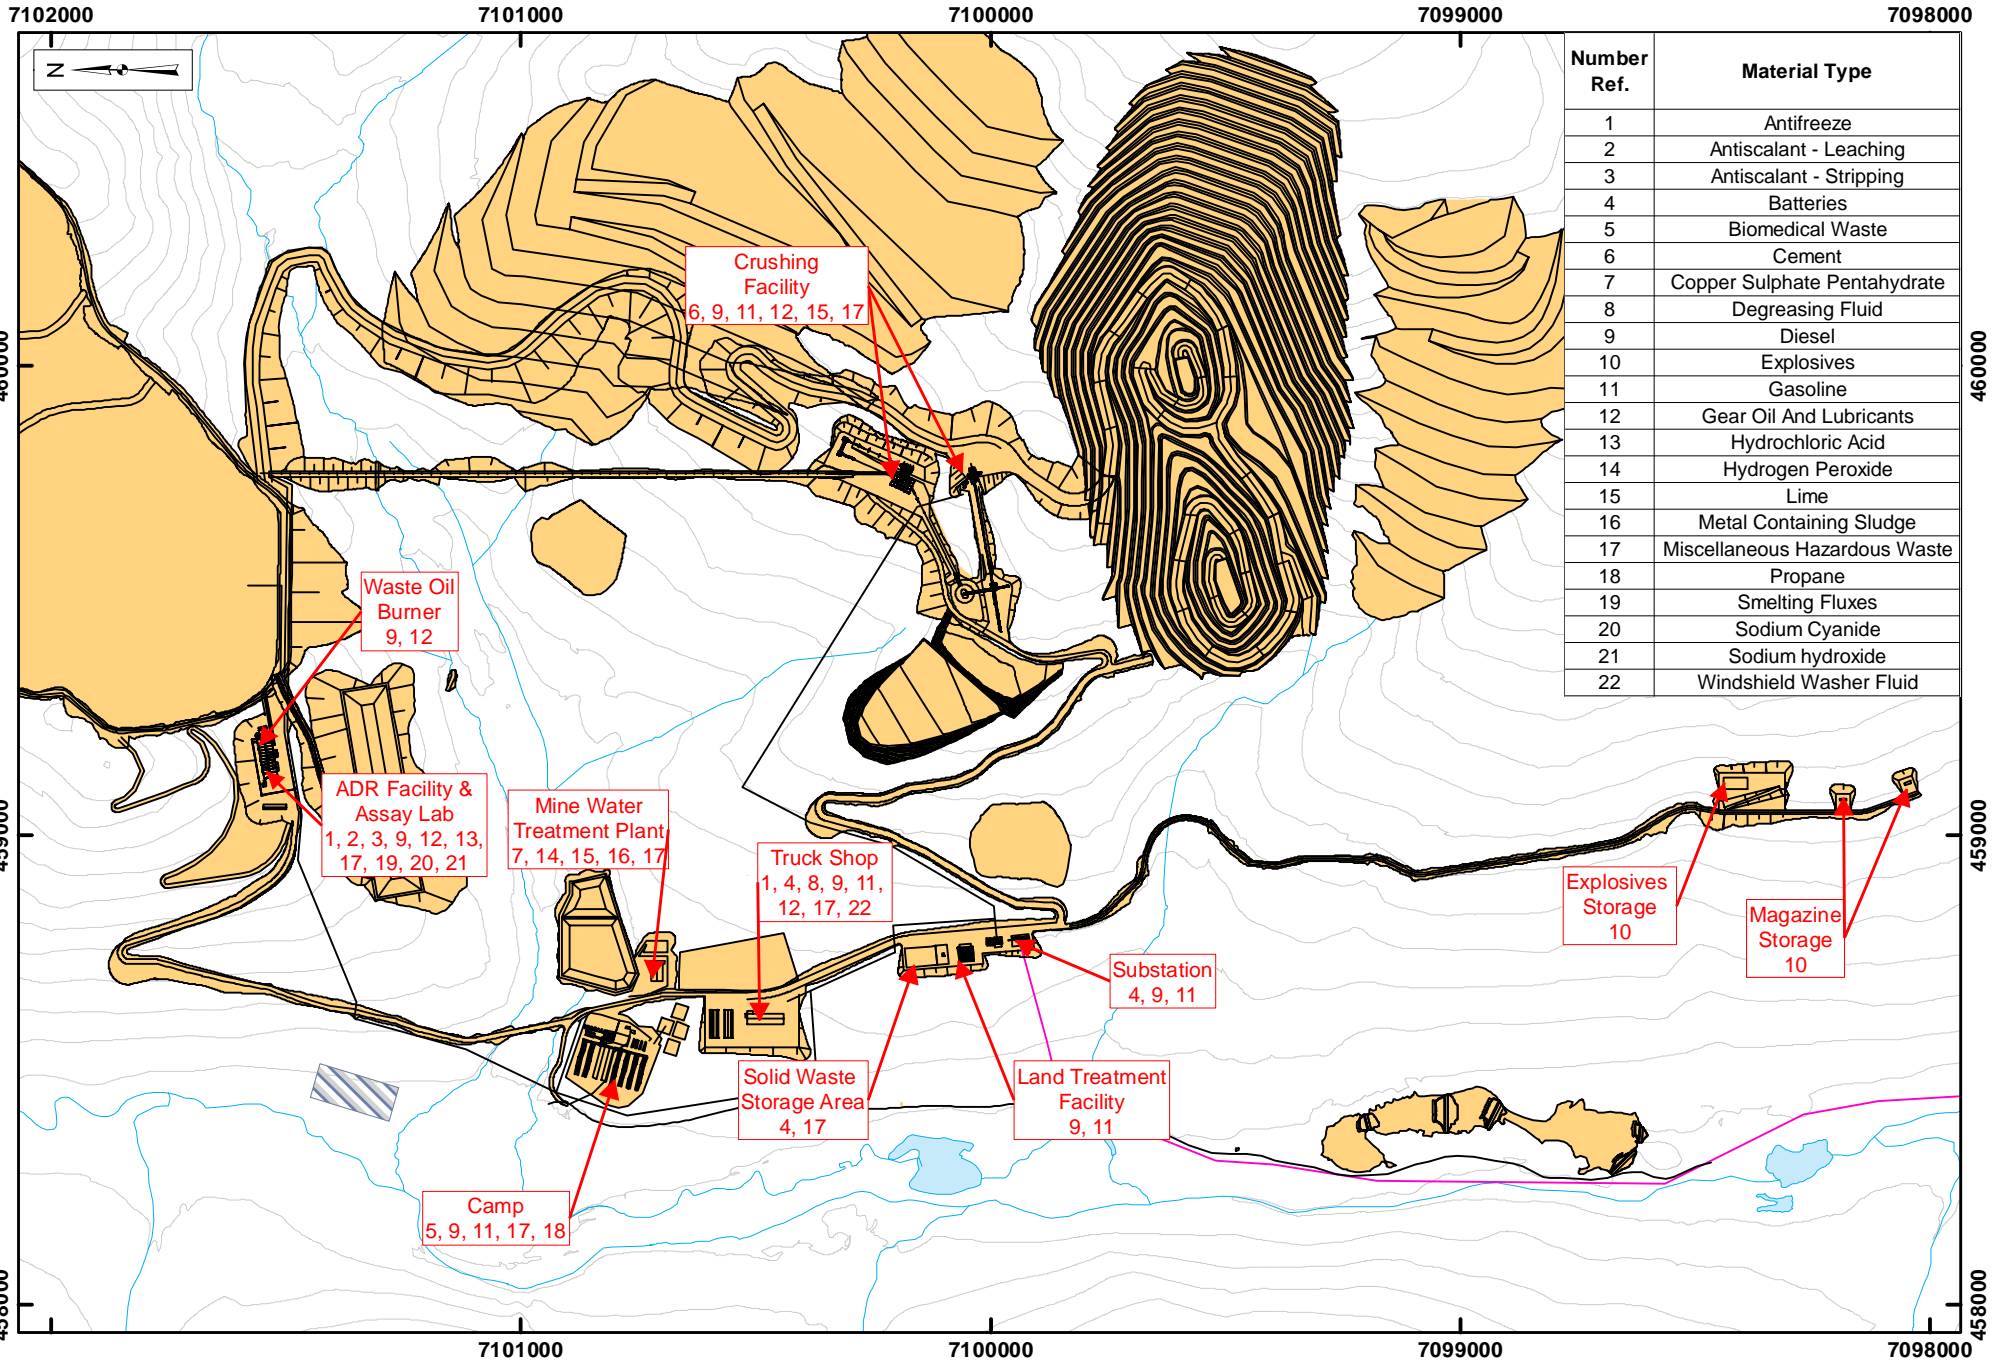 7102000 7101000 7100000 7099000 7098000
N
Number Ref. Material Type
1 Antifreeze
2 Antiscalant - Leaching
3 Antiscalant - Stripping
4 Batteries
5 Biomedical Waste
6 Cement
7 Copper Sulphate Pentahydrate
8 Degreasing Fluid
9 Diesel
10 Explosives
11 Gasoline
12 Gear Oil And Lubricants
13 Hydrochloric Acid
14 Hydrogen Peroxide
15 Lime
16 Metal Containing Sludge
17 Miscellaneous Hazardous Waste
18 Propane
19 Smelting Fluxes
20 Sodium Cyanide
21 Sodium hydroxide
22 Windshield Washer Fluid
Crushing
Facility
6, 9, 11, 12, 15, 17
460000
460000
Waste Oil
Burner
9, 12
ADR Facility &
Assay Lab
1, 2, 3, 9, 12, 13,
17, 19, 20, 21
Mine Water
Treatment Plant
7, 14, 15, 16, 17
Truck Shop
1, 4, 8, 9, 11,
12, 17, 22
459000
459000
Explosives
Storage
10
Magazine
Storage
10
Substation
4, 9, 11
Solid Waste
Storage Area
4, 17
Land Treatment
Facility
9, 11
Camp
5, 9, 11, 17, 18
458000
458000
7101000 7100000 7099000 7098000